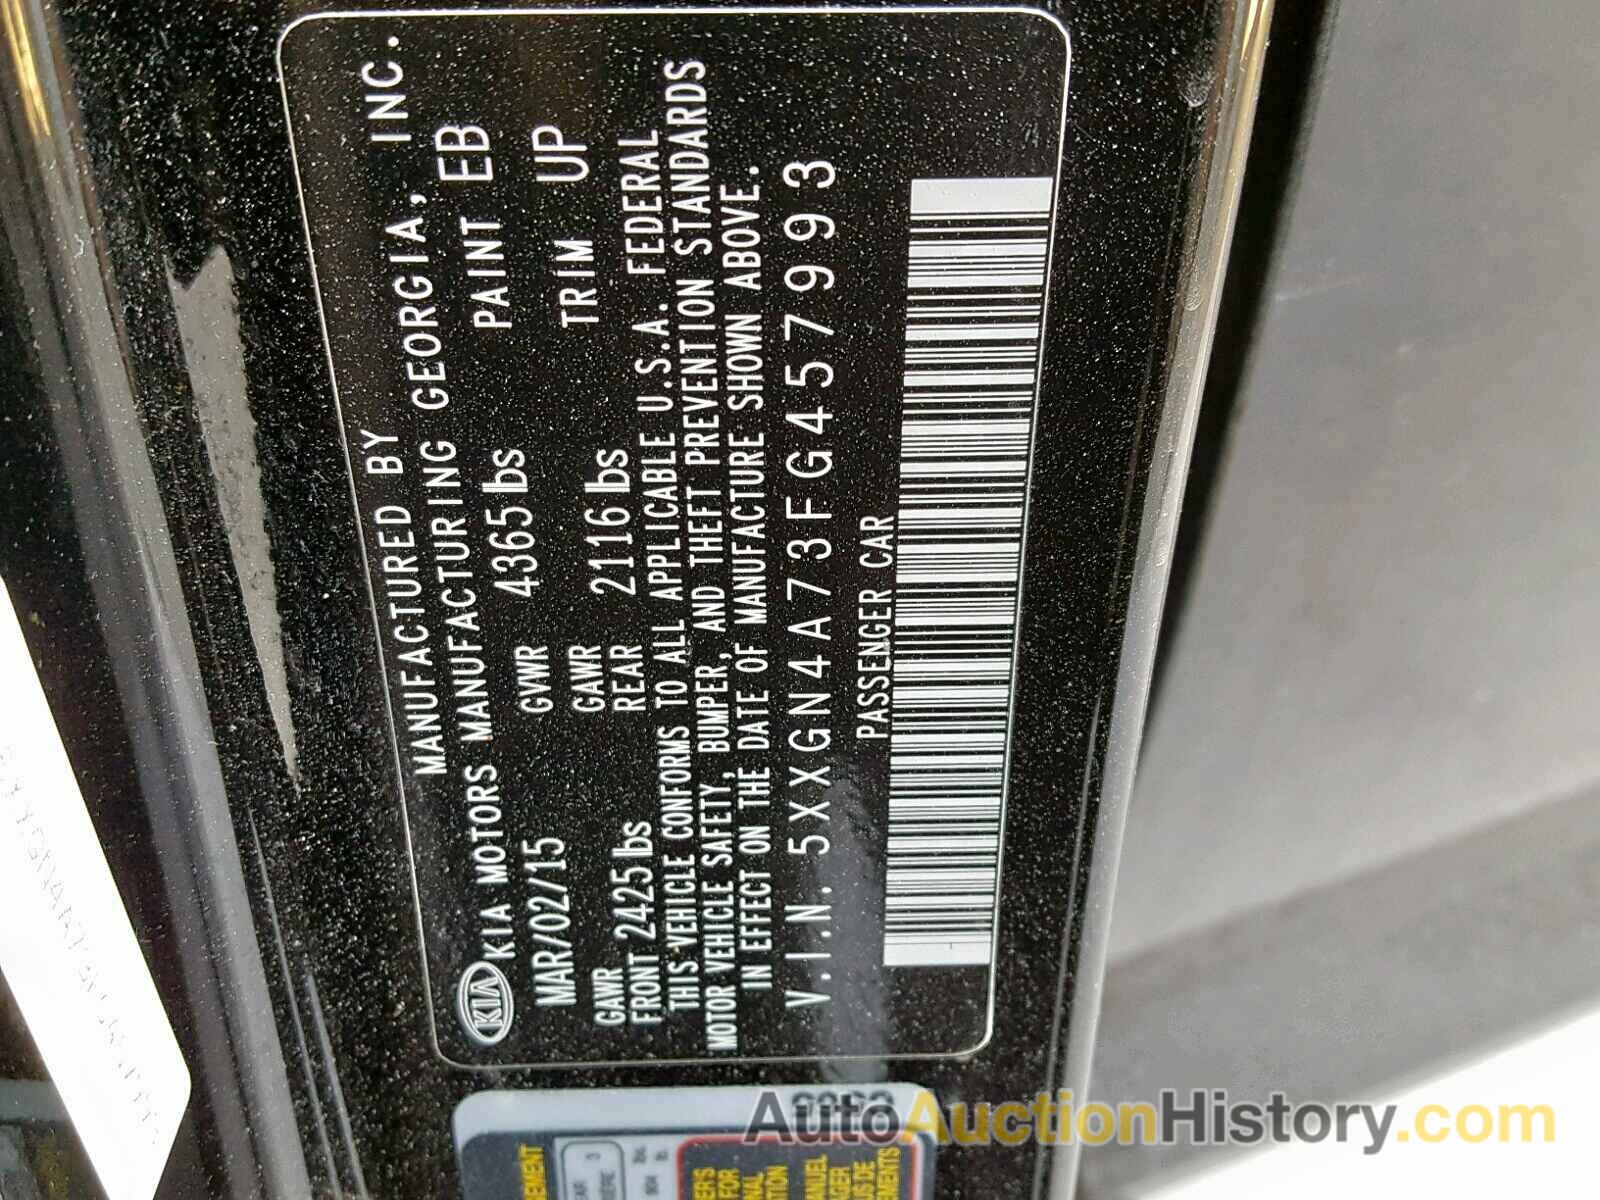 MANUFACTURED BY
KIA KIA MOTORS MANUFACTURING GEORGIA, INC.
MAR/02/15 GVWR 4365lbs PAINT EB
GAWR FRONT 2425lbs GAWR REAR 2116lbs TRIM UP
THIS VEHICLE CONFORMS TO ALL APPLICABLE U.S.A. FEDERAL
MOTOR VEHICLE SAFETY, BUMPER, AND THEFT PREVENTION STANDARDS
IN EFFECT ON THE DATE OF MANUFACTURE SHOWN ABOVE.
V.I.N. 5XXGN4A73FG457993
PASSENGER CAR
AutoAuctionHistory.com